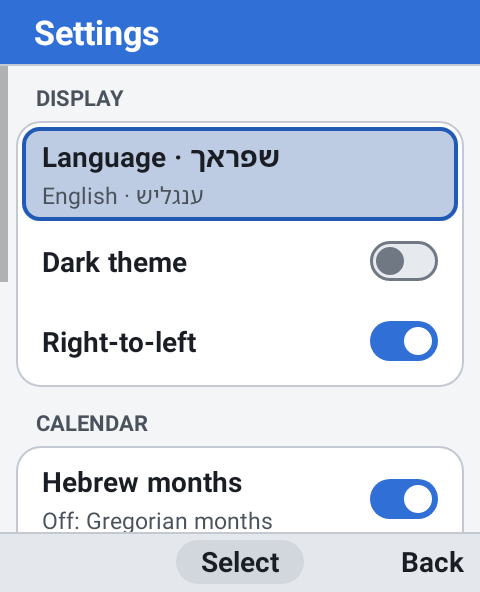 Settings
DISPLAY
Language · שפראך
English · ענגליש
Dark theme
Right-to-left
CALENDAR
Hebrew months
Off: Gregorian months
Select
Back